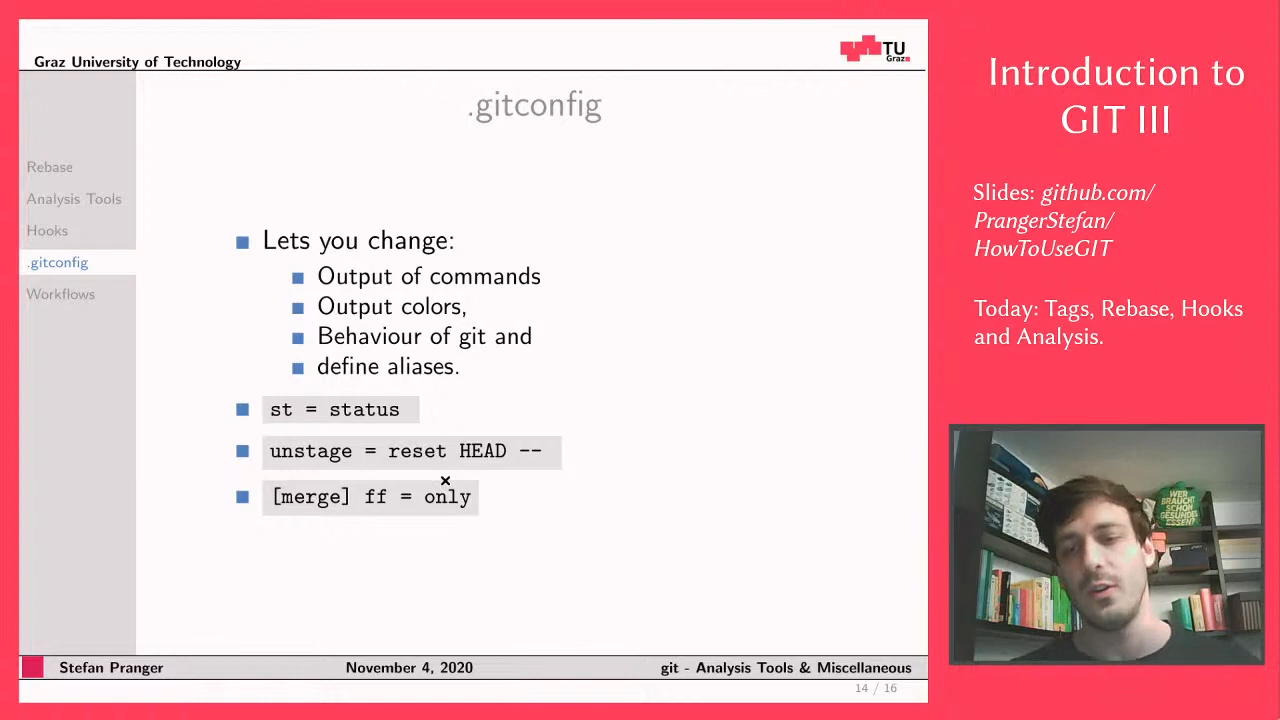 Graz University of Technology
TU
Graz
.gitconfig
Rebase
Analysis Tools
Hooks
.gitconfig
Workflows
Lets you change:
Output of commands
Output colors,
Behaviour of git and
define aliases.
st = status
unstage = reset HEAD --
[merge] ff = only
Stefan Pranger
November 4, 2020
git - Analysis Tools & Miscellaneous
14 / 16
Introduction to
GIT III
Slides: github.com/
PrangerStefan/
HowToUseGIT
Today: Tags, Rebase, Hooks
and Analysis.
WER
BRAUCHT
SCHON
GESUNDES
ESSEN?